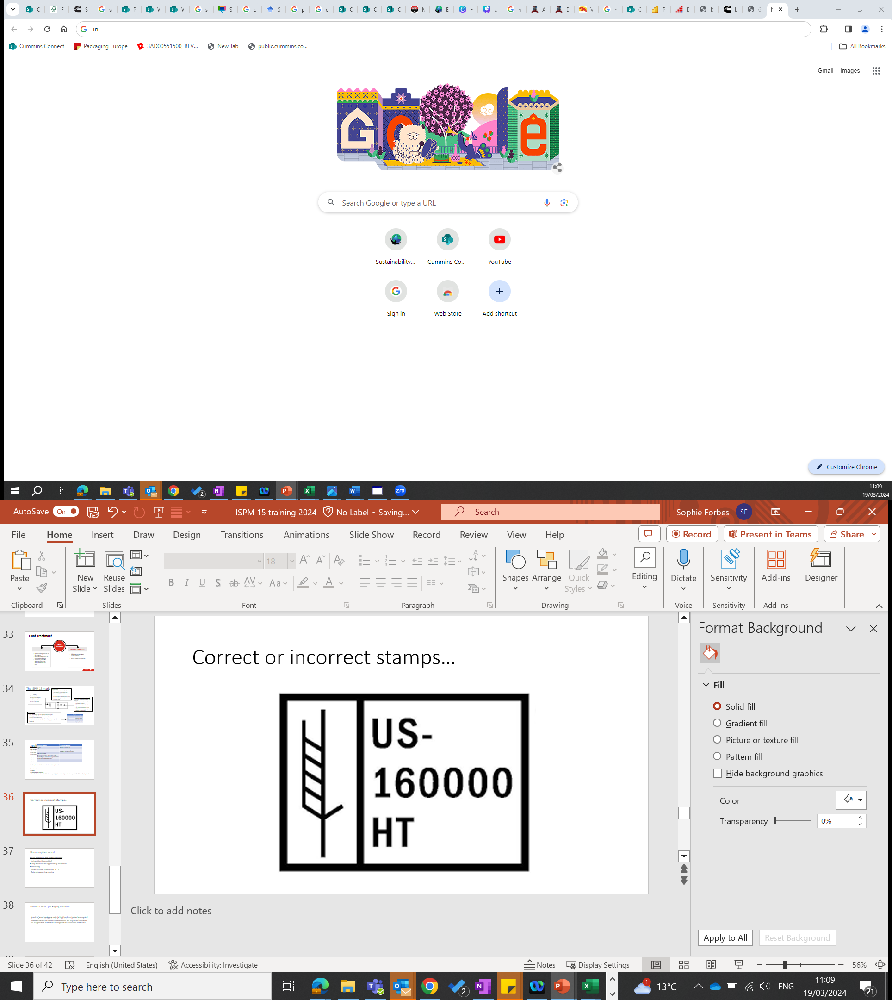 in
Cummins Connect
Packaging Europe
3AD00551500, REV...
New Tab
public.cummins.co...
All Bookmarks
Gmail
Images
Search Google or type a URL
Sustainability...
Cummins Co...
YouTube
Sign in
Web Store
Add shortcut
Customize Chrome
2
11:09
19/03/2024
AutoSave On
ISPM 15 training 2024 No Label • Saving...
Search
Sophie Forbes SF
File Home Insert Draw Design Transitions Animations Slide Show Record Review View Help
Record Present in Teams Share
Paste
New Slide
Reuse Slides
18
Shapes Arrange Quick Styles
Editing
Dictate
Sensitivity
Add-ins
Designer
Clipboard Slides Font Paragraph Drawing Voice Sensitivity Add-ins
33
Heat Treatment
34
The ISPM 15 mark
35
36
Correct or incorrect stamps...
US-
160000
HT
37
Non-compliant wood
38
Reuse of wood packaging material
Correct or incorrect stamps...
US-
160000
HT
Click to add notes
Format Background
Fill
Solid fill
Gradient fill
Picture or texture fill
Pattern fill
Hide background graphics
Color
Transparency 0%
Apply to All Reset Background
Slide 36 of 42 English (United States) Accessibility: Investigate Notes Display Settings 56%
Type here to search
2
1
13°C ENG
11:09
19/03/2024
21